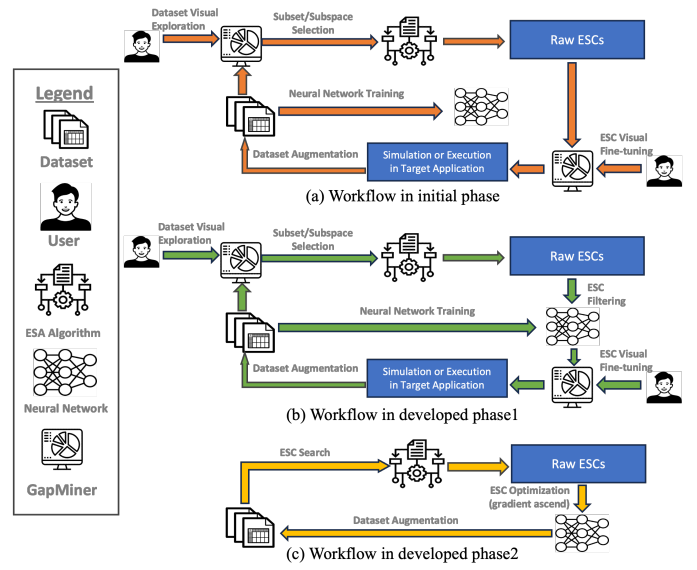 Legend
Dataset
User
ESA Algorithm
Neural Network
GapMiner
Dataset Visual
Exploration
Subset/Subspace
Selection
Raw ESCs
Neural Network Training
ESC Visual
Fine-tuning
Dataset Augmentation
Simulation or Execution
in Target Application
(a) Workflow in initial phase
Dataset Visual
Exploration
Subset/Subspace
Selection
Raw ESCs
ESC
Filtering
Neural Network Training
ESC Visual
Fine-tuning
Dataset Augmentation
Simulation or Execution
in Target Application
(b) Workflow in developed phase1
ESC Search
Raw ESCs
ESC Optimization
(gradient ascend)
Dataset Augmentation
(c) Workflow in developed phase2